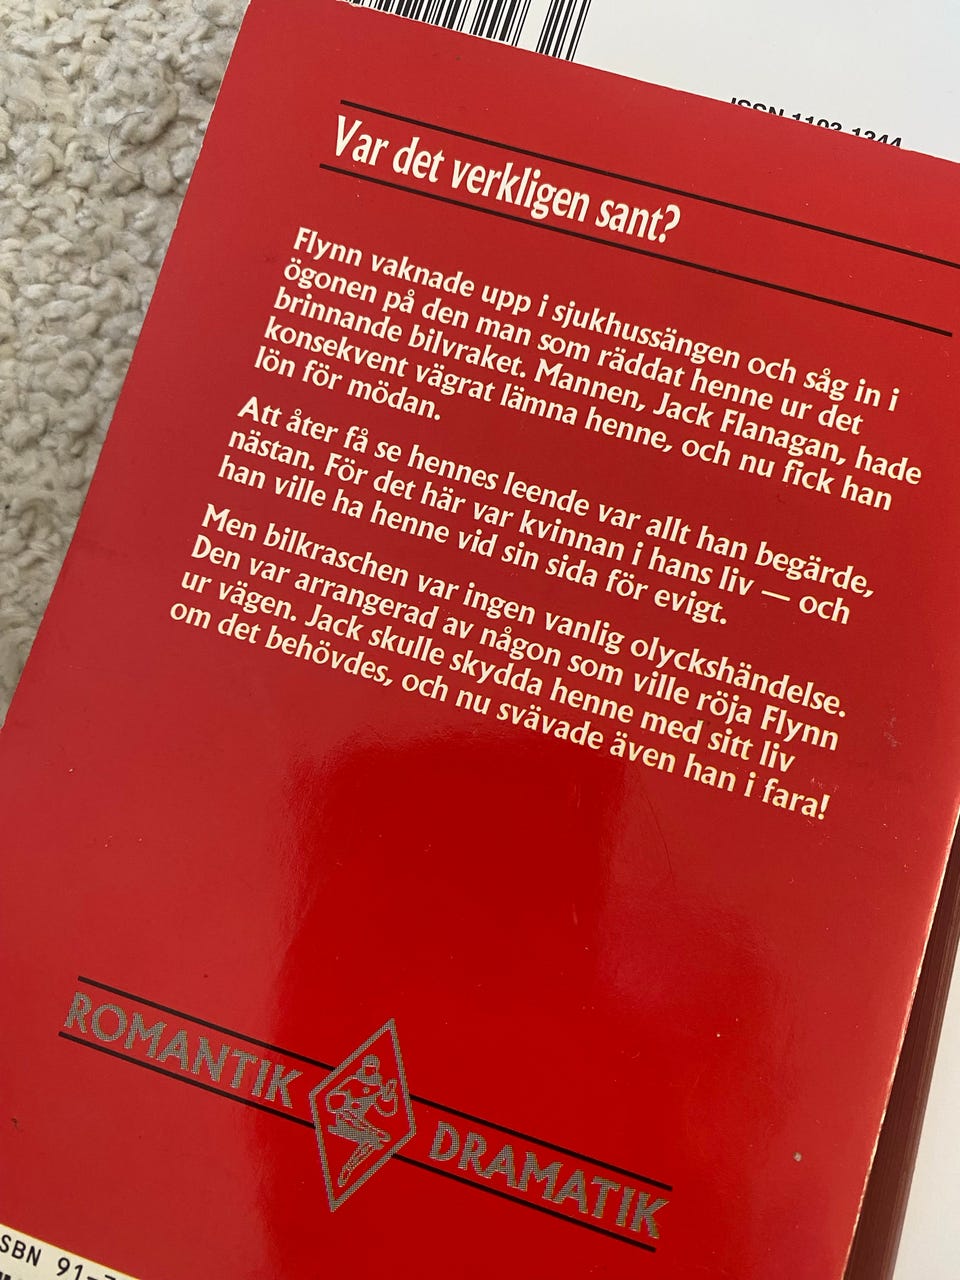 ISSN 1103-1344
Var det verkligen sant?
Flynn vaknade upp i sjukhussängen och såg in i
ögonen på den man som räddat henne ur det
brinnande bilvraket. Mannen, Jack Flanagan, hade
konsekvent vägrat lämna henne, och nu fick han
lön för mödan.
Att åter få se hennes leende var allt han begärde,
nästan. För det här var kvinnan i hans liv — och
han ville ha henne vid sin sida för evigt.
Men bilkraschen var ingen vanlig olyckshändelse.
Den var arrangerad av någon som ville röja Flynn
ur vägen. Jack skulle skydda henne med sitt liv
om det behövdes, och nu svävade även han i fara!
ROMANTIK
DRAMATIK
ISBN 91-